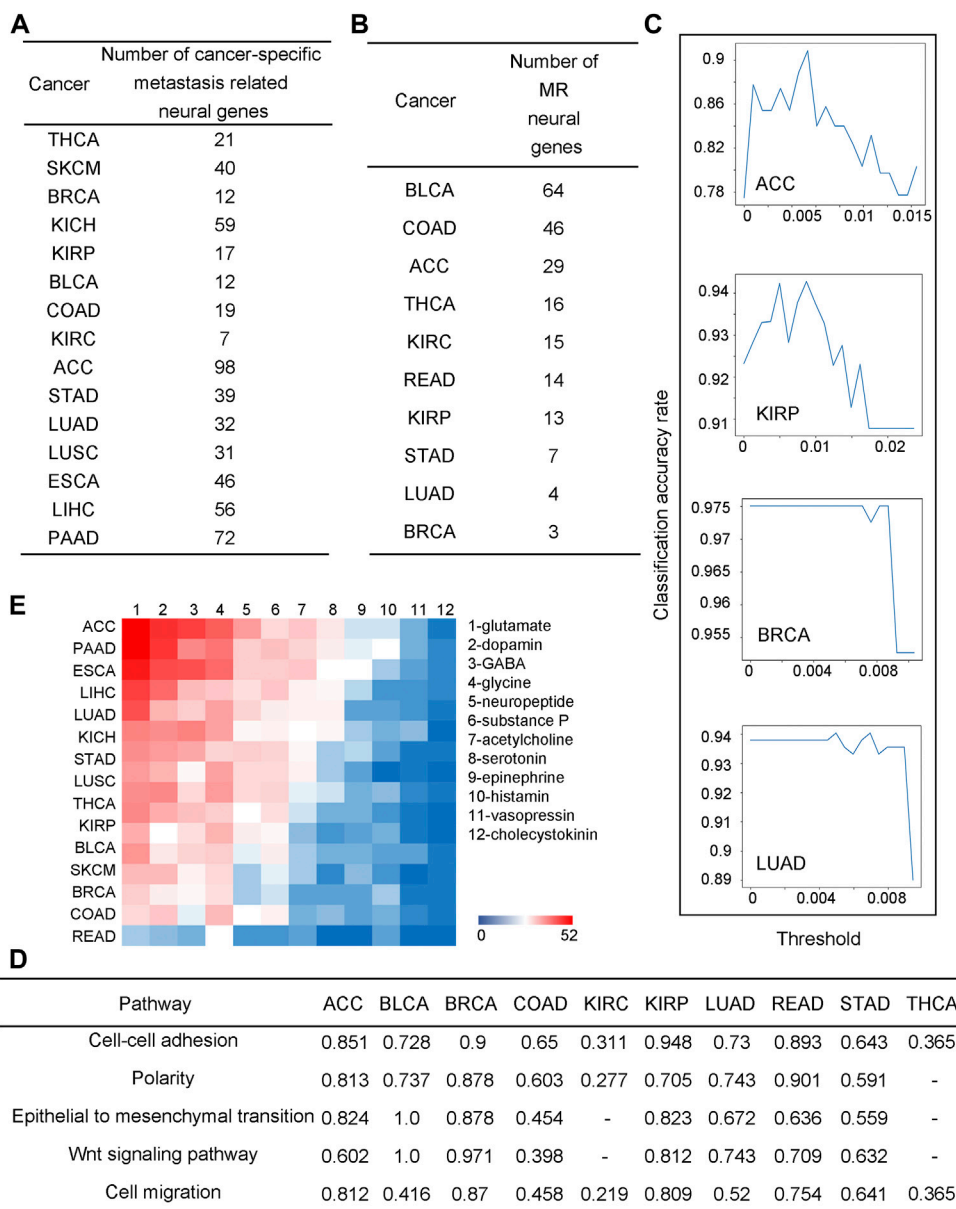 A
Cancer
Number of cancer-specific
metastasis related
neural genes
THCA 21
SKCM 40
BRCA 12
KICH 59
KIRP 17
BLCA 12
COAD 19
KIRC 7
ACC 98
STAD 39
LUAD 32
LUSC 31
ESCA 46
LIHC 56
PAAD 72
B
Cancer
Number of
MR
neural
genes
BLCA 64
COAD 46
ACC 29
THCA 16
KIRC 15
READ 14
KIRP 13
STAD 7
LUAD 4
BRCA 3
C
Classification accuracy rate
0.9
0.86
0.82
0.78
ACC
0 0.005 0.01 0.015
0.94
0.93
0.92
0.91
KIRP
0 0.01 0.02
0.975
0.97
0.965
0.96
0.955
BRCA
0 0.004 0.008
0.94
0.93
0.92
0.91
0.9
0.89
LUAD
0 0.004 0.008
Threshold
E
1 2 3 4 5 6 7 8 9 10 11 12
ACC
PAAD
ESCA
LIHC
LUAD
KICH
STAD
LUSC
THCA
KIRP
BLCA
SKCM
BRCA
COAD
READ
1-glutamate
2-dopamin
3-GABA
4-glycine
5-neuropeptide
6-substance P
7-acetylcholine
8-serotonin
9-epinephrine
10-histamin
11-vasopressin
12-cholecystokinin
0 52
D
Pathway ACC BLCA BRCA COAD KIRC KIRP LUAD READ STAD THCA
Cell-cell adhesion 0.851 0.728 0.9 0.65 0.311 0.948 0.73 0.893 0.643 0.365
Polarity 0.813 0.737 0.878 0.603 0.277 0.705 0.743 0.901 0.591 -
Epithelial to mesenchymal transition 0.824 1.0 0.878 0.454 - 0.823 0.672 0.636 0.559 -
Wnt signaling pathway 0.602 1.0 0.971 0.398 - 0.812 0.743 0.709 0.632 -
Cell migration 0.812 0.416 0.87 0.458 0.219 0.809 0.52 0.754 0.641 0.365